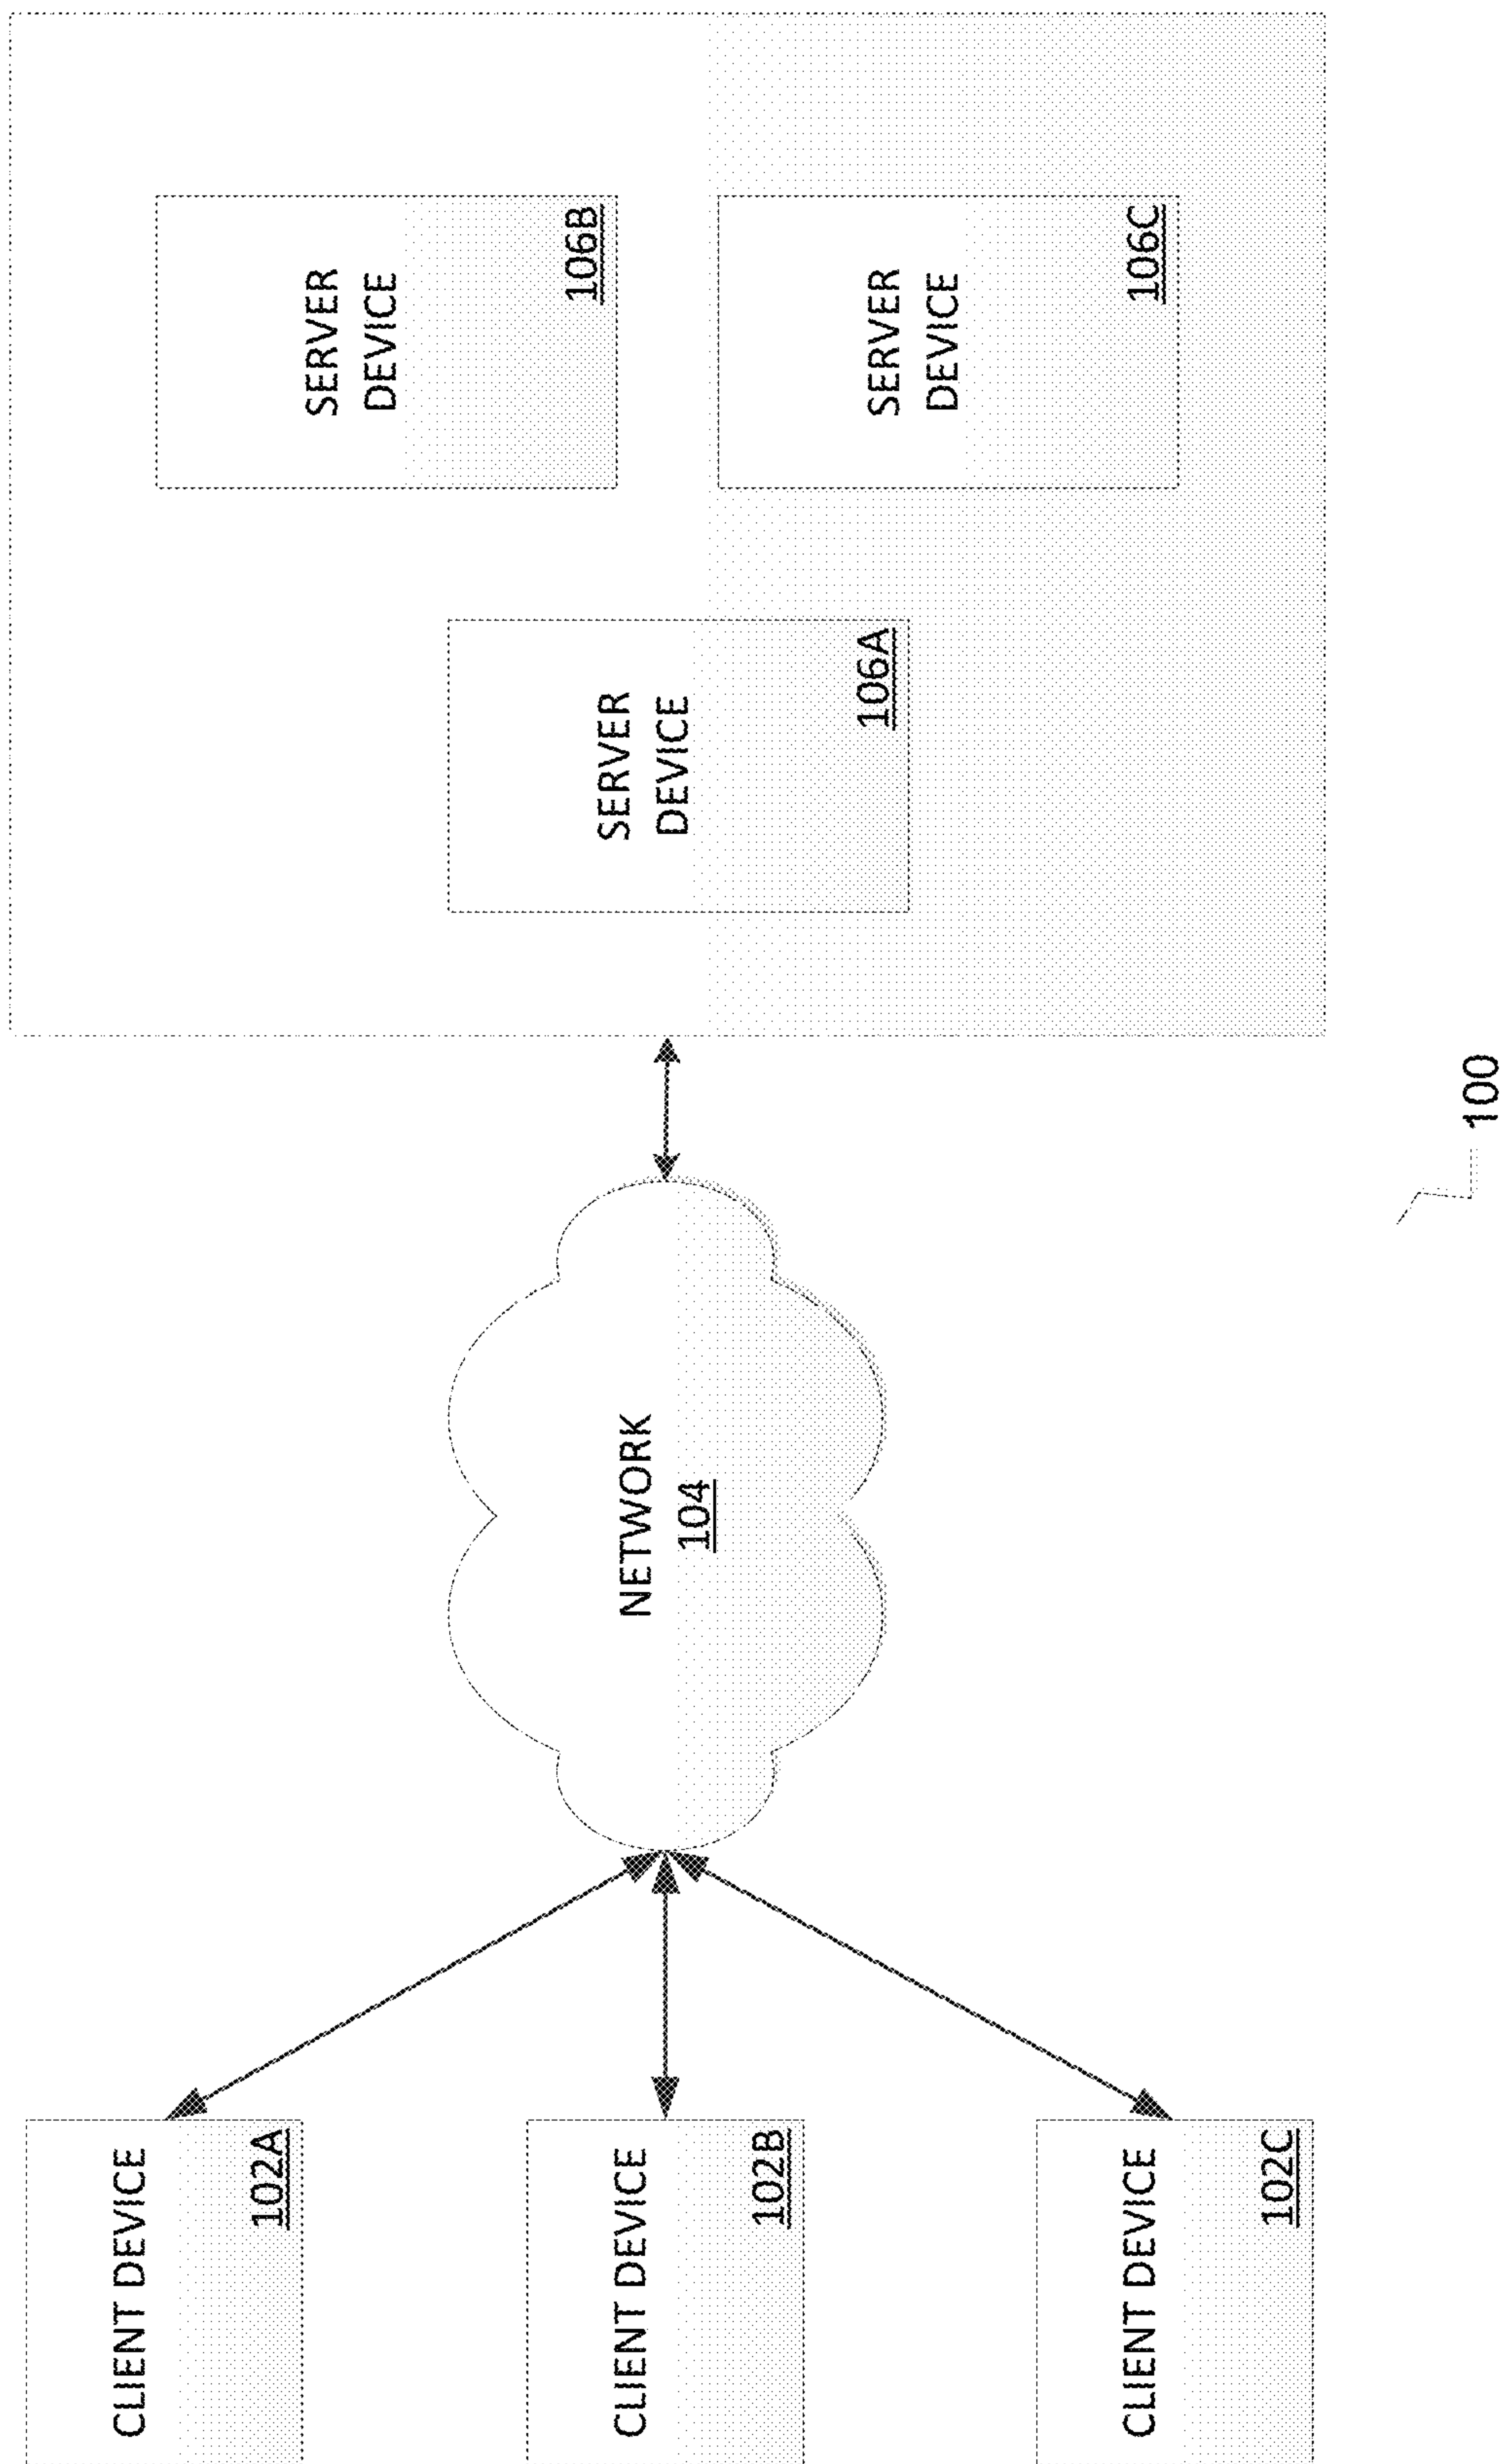 CLIENT DEVICE
102A
CLIENT DEVICE
102B
CLIENT DEVICE
102C
NETWORK
104
SERVER
DEVICE
106A
SERVER
DEVICE
106B
SERVER
DEVICE
106C
100